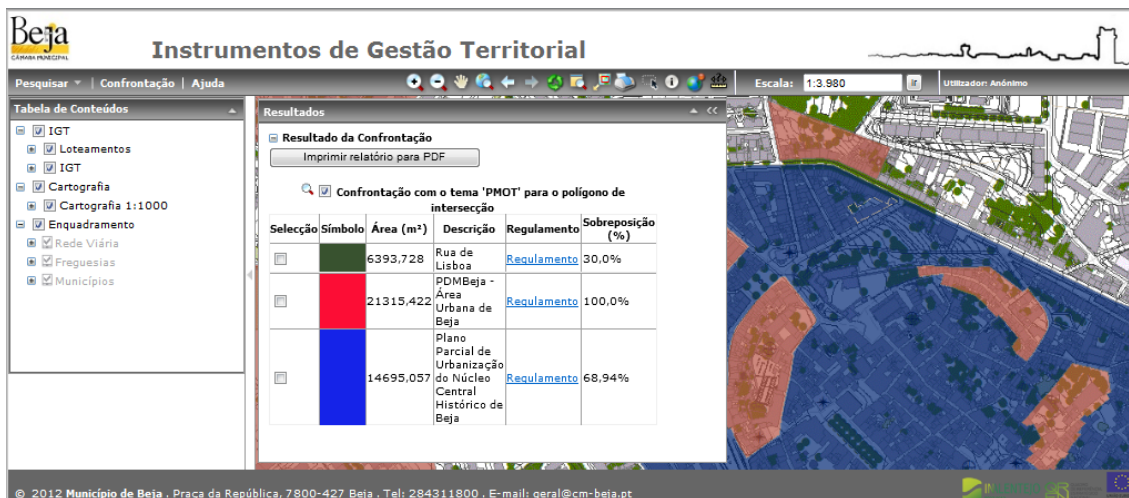 Beja
CÂMARA MUNICIPAL
Instrumentos de Gestão Territorial
Pesquisar | Confrontação | Ajuda
Escala: 1:3.980
Utilizador: Anónimo
Tabela de Conteúdos
IGT
Loteamentos
IGT
Cartografia
Cartografia 1:1000
Enquadramento
Rede Viária
Freguesias
Municípios
Resultados
Resultado da Confrontação
Imprimir relatório para PDF
Confrontação com o tema 'PMOT' para o polígono de
intersecção
Selecção Símbolo Área (m²) Descrição Regulamento Sobreposição
(%)
6393,728 Rua de
Lisboa Regulamento 30,0%
21315,422 PDMBeja -
Área
Urbana de
Beja Regulamento 100,0%
14695,057 Plano
Parcial de
Urbanização
do Núcleo
Central
Histórico de
Beja Regulamento 68,94%
© 2012 Município de Beja . Praça da República, 7800-427 Beja . Tel: 284311800 . E-mail: geral@cm-beja.pt